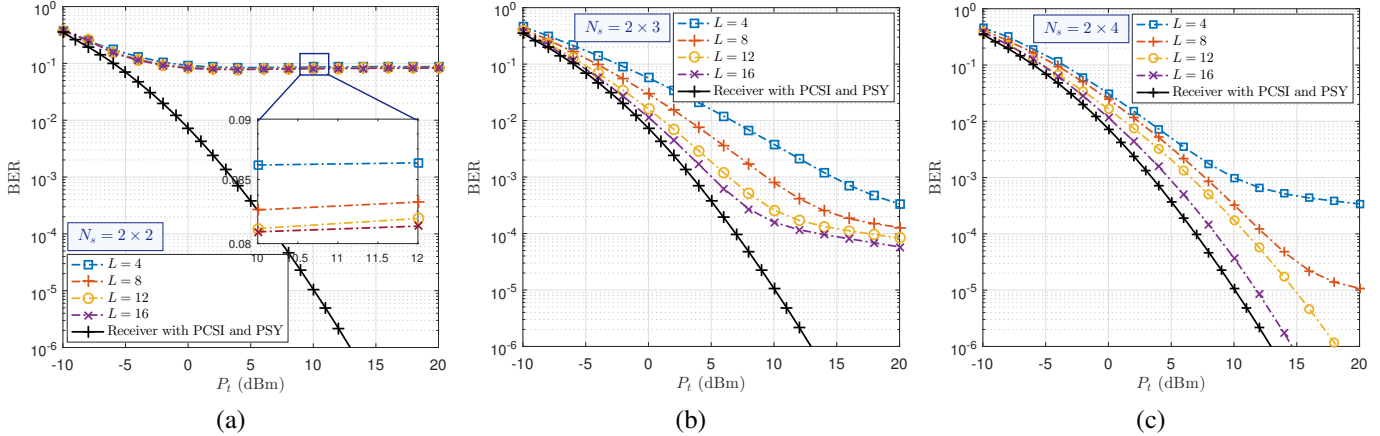 BER
10^0
10^-1
10^-2
10^-3
10^-4
10^-5
10^-6
0.09
0.085
0.08
10 10.5 11 11.5 12
N_s = 2 × 2
L = 4
L = 8
L = 12
L = 16
Receiver with PCSI and PSY
-10 -5 0 5 10 15 20
P_t (dBm)
(a)
BER
10^0
10^-1
10^-2
10^-3
10^-4
10^-5
10^-6
N_s = 2 × 3
L = 4
L = 8
L = 12
L = 16
Receiver with PCSI and PSY
-10 -5 0 5 10 15 20
P_t (dBm)
(b)
BER
10^0
10^-1
10^-2
10^-3
10^-4
10^-5
10^-6
N_s = 2 × 4
L = 4
L = 8
L = 12
L = 16
Receiver with PCSI and PSY
-10 -5 0 5 10 15 20
P_t (dBm)
(c)